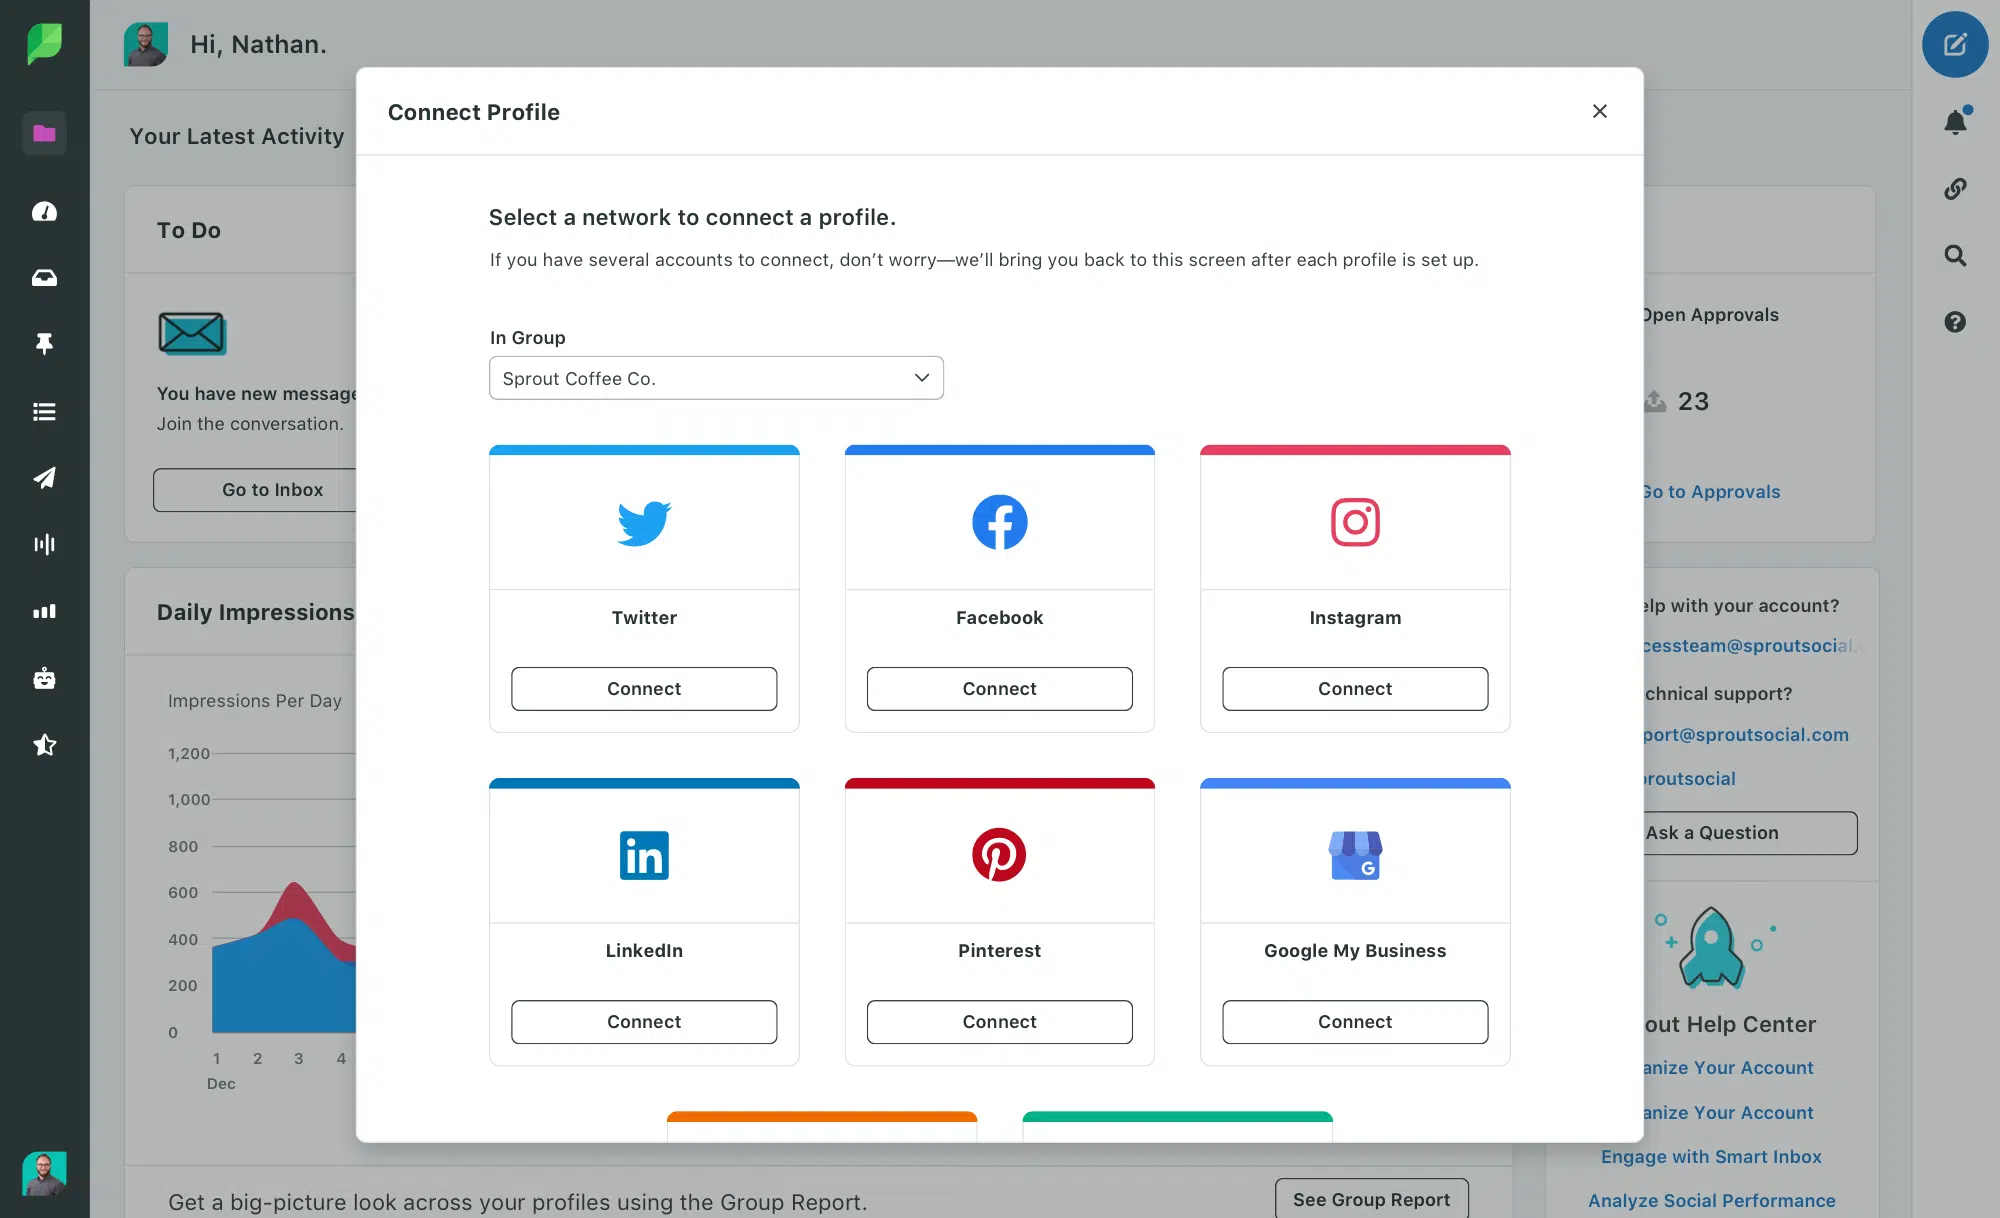 Hi, Nathan.
Connect Profile
Your Latest Activity
Select a network to connect a profile.
If you have several accounts to connect, don’t worry—we’ll bring you back to this screen after each profile is set up.
To Do
You have new message
Join the conversation.
Go to Inbox
In Group
Sprout Coffee Co.
Open Approvals
23
Go to Approvals
Twitter
Facebook
Instagram
Connect
Connect
Connect
LinkedIn
Pinterest
Google My Business
Connect
Connect
Connect
Daily Impressions
Impressions Per Day
1,200
1,000
800
600
400
200
0
1 2 3 4
Dec
elp with your account?
cessteam@sproutsocial.
chnical support?
port@sproutsocial.com
proutsocial
Ask a Question
out Help Center
anize Your Account
anize Your Account
Engage with Smart Inbox
Analyze Social Performance
Get a big-picture look across your profiles using the Group Report.
See Group Report